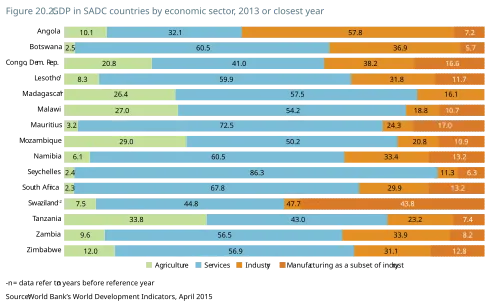 Figure 20.2: GDP in SADC countries by economic sector, 2013 or closest year
Angola 10.1 32.1 57.8 7.2
Botswana 2.5 60.5 36.9 5.7
Congo, Dem. Rep. 20.8 41.0 38.2 16.6
Lesotho 8.3 59.9 31.8 11.7
Madagascar 26.4 57.5 16.1
Malawi 27.0 54.2 18.8 10.7
Mauritius 3.2 72.5 24.3 17.0
Mozambique 29.0 50.2 20.8 10.9
Namibia 6.1 60.5 33.4 13.2
Seychelles 2.4 86.3 11.3 6.3
South Africa 2.3 67.8 29.9 13.2
Swaziland-2 7.5 44.8 47.7 43.8
Tanzania 33.8 43.0 23.2 7.4
Zambia 9.6 56.5 33.9 8.2
Zimbabwe 12.0 56.9 31.1 12.8
Agriculture Services Industry Manufacturing as a subset of industry
-n = data refer to n years before reference year
Source: World Bank's World Development Indicators, April 2015